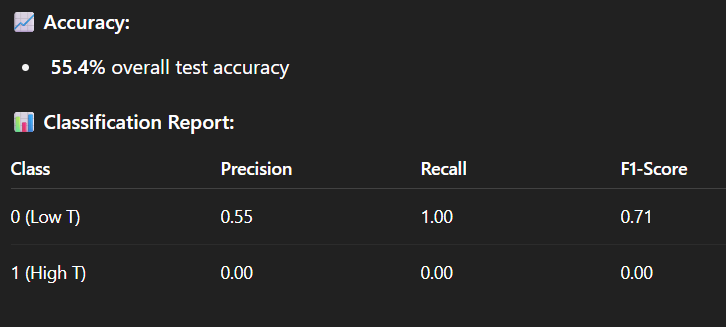 📈 Accuracy:
• 55.4% overall test accuracy
📊 Classification Report:
Class Precision Recall F1-Score
0 (Low T) 0.55 1.00 0.71
1 (High T) 0.00 0.00 0.00